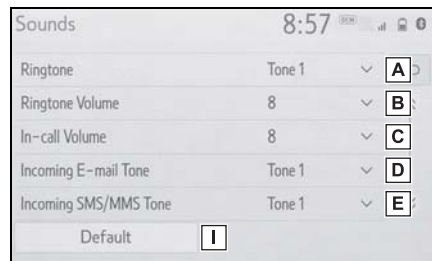 Sounds 8:57 DCM
Ringtone Tone 1 A
Ringtone Volume 8 B
In-call Volume 8 C
Incoming E-mail Tone Tone 1 D
Incoming SMS/MMS Tone Tone 1 E
Default I